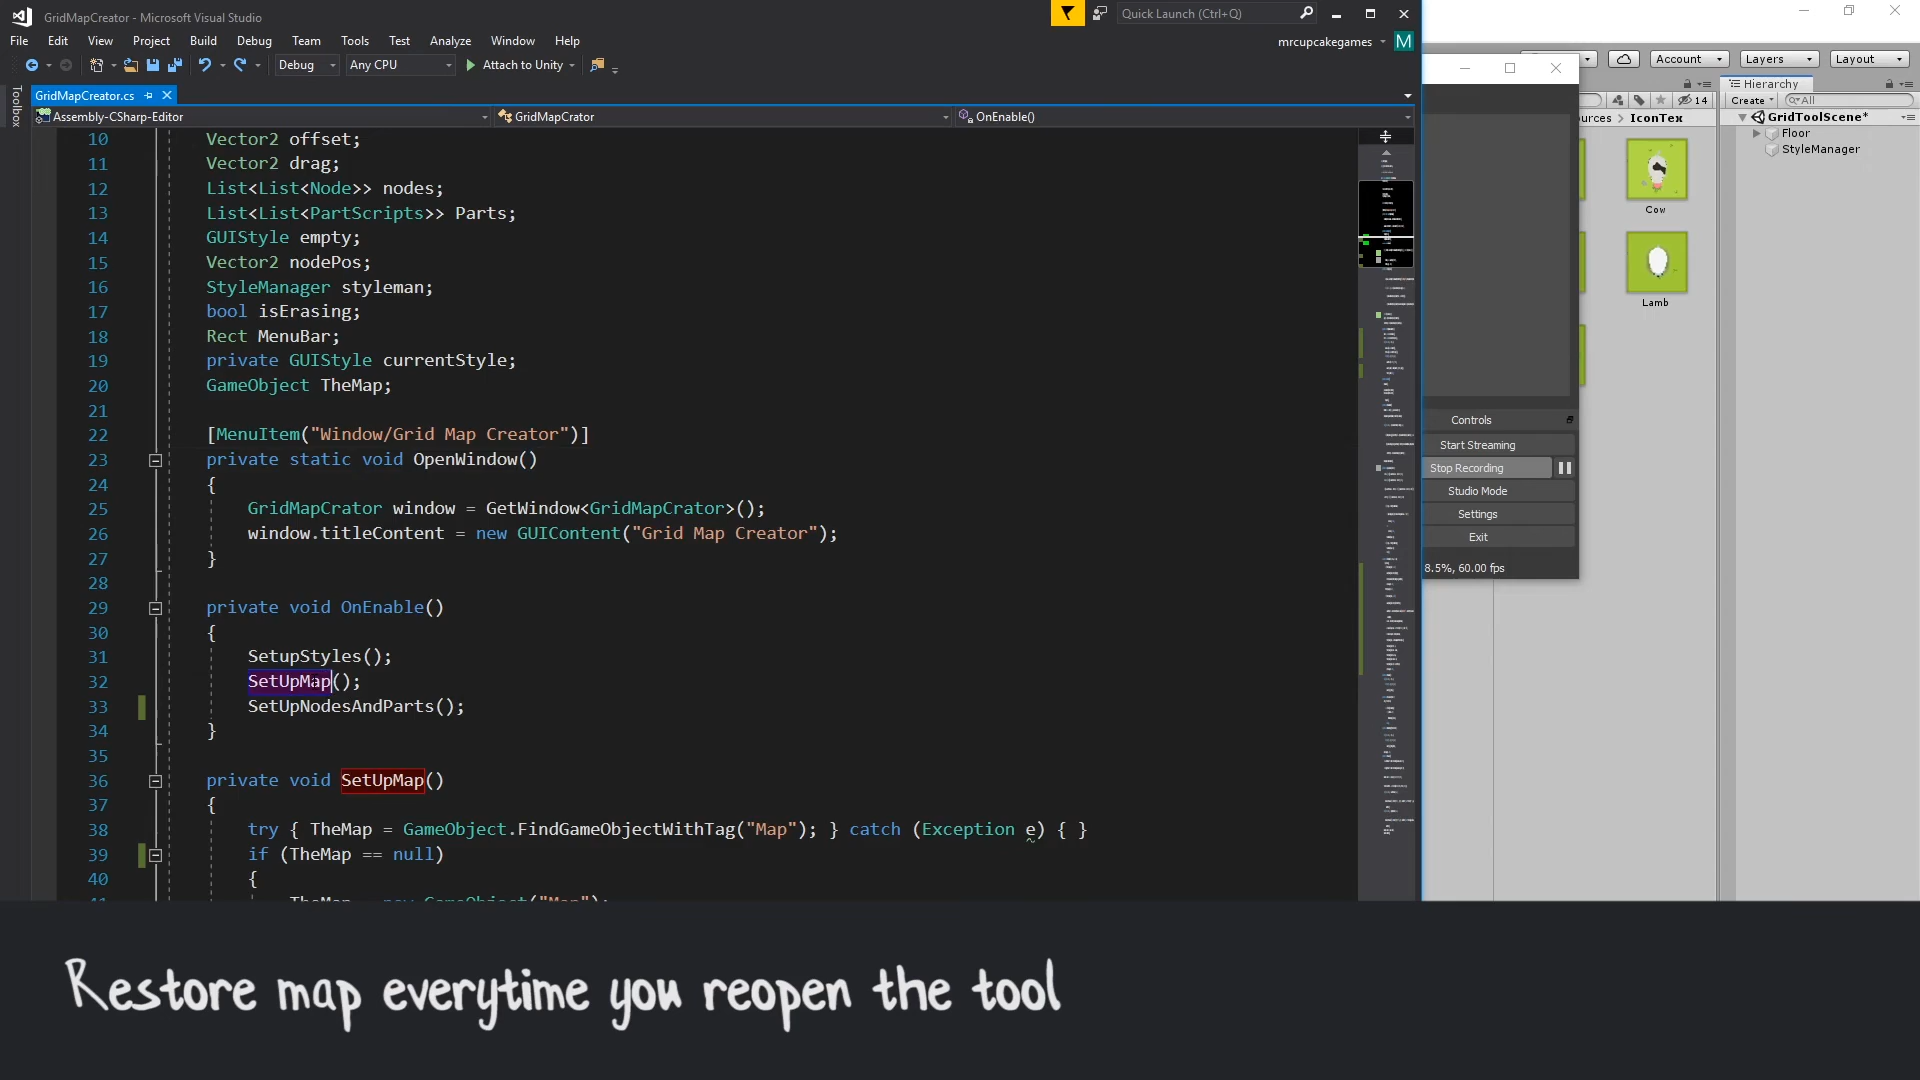 GridMapCreator - Microsoft Visual Studio
Quick Launch (Ctrl+Q)
File Edit View Project Build Debug Team Tools Test Analyze Window Help
mrcupcakegames M
Debug Any CPU Attach to Unity
Account Layers Layout
Toolbox
GridMapCreator.cs
Hierarchy
Create All
14
Assembly-CSharp-Editor GridMapCrator OnEnable()
ources IconTex
GridToolScene*
Floor
StyleManager
Cow
Lamb
10 Vector2 offset;
11 Vector2 drag;
12 List<List<Node>> nodes;
13 List<List<PartScripts>> Parts;
14 GUIStyle empty;
15 Vector2 nodePos;
16 StyleManager styleman;
17 bool isErasing;
18 Rect MenuBar;
19 private GUIStyle currentStyle;
20 GameObject TheMap;
21
22 [MenuItem("Window/Grid Map Creator")]
23 private static void OpenWindow()
24 {
25 GridMapCrator window = GetWindow<GridMapCrator>();
26 window.titleContent = new GUIContent("Grid Map Creator");
27 }
28
29 private void OnEnable()
30 {
31 SetupStyles();
32 SetUpMap();
33 SetUpNodesAndParts();
34 }
35
36 private void SetUpMap()
37 {
38 try { TheMap = GameObject.FindGameObjectWithTag("Map"); } catch (Exception e) { }
39 if (TheMap == null)
40 {
41 TheMap = new GameObject("Map");
Controls
Start Streaming
Stop Recording
Studio Mode
Settings
Exit
8.5%, 60.00 fps
Restore map everytime you reopen the tool